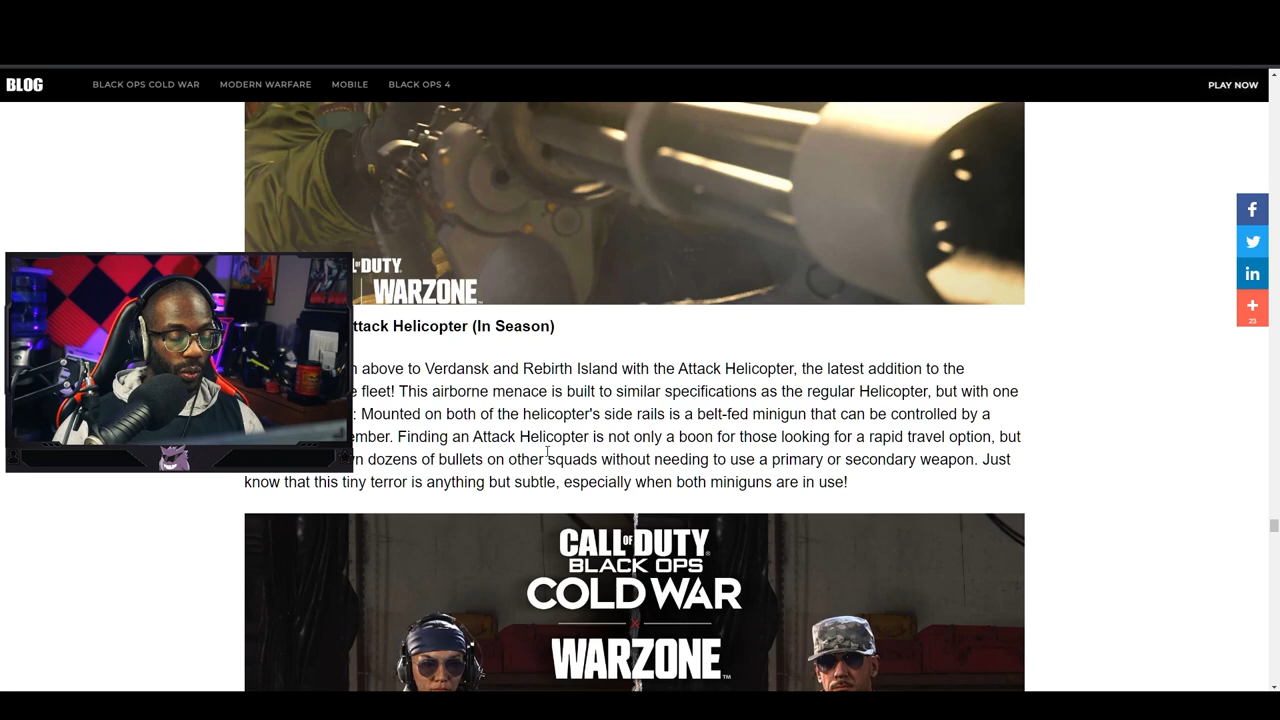 BLOG
BLACK OPS COLD WAR
MODERN WARFARE
MOBILE
BLACK OPS 4
PLAY NOW
OF DUTY
WARZONE
ttack Helicopter (In Season)
above to Verdansk and Rebirth Island with the Attack Helicopter, the latest addition to the
fleet! This airborne menace is built to similar specifications as the regular Helicopter, but with one
: Mounted on both of the helicopter's side rails is a belt-fed minigun that can be controlled by a
ember. Finding an Attack Helicopter is not only a boon for those looking for a rapid travel option, but
dozens of bullets on other squads without needing to use a primary or secondary weapon. Just
know that this tiny terror is anything but subtle, especially when both miniguns are in use!
23
CALL OF DUTY
BLACK OPS
COLD WAR
WARZONE